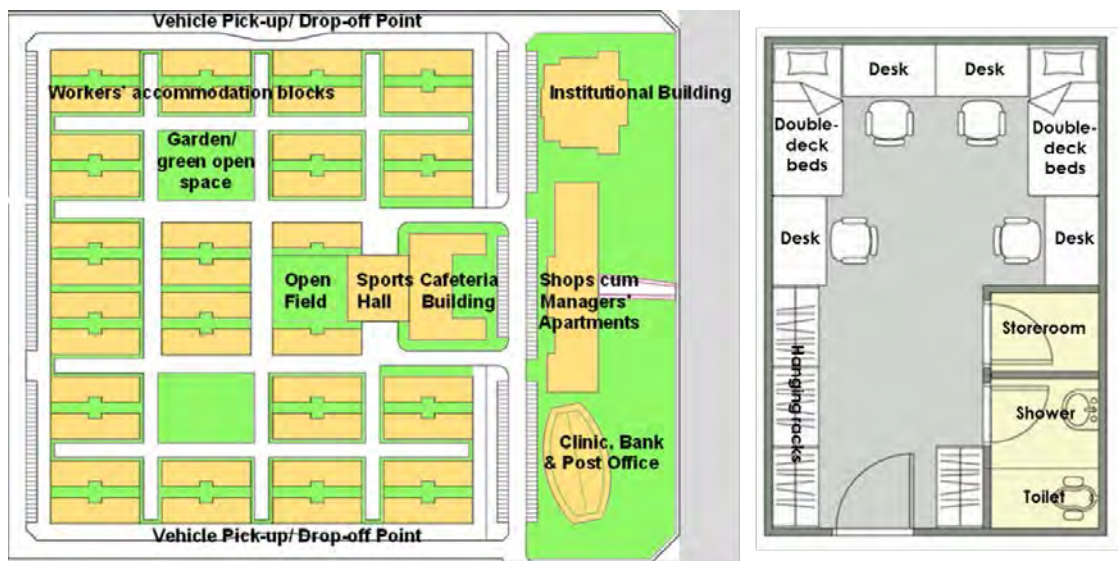 Vehicle Pick-up/ Drop-off Point
Workers' accommodation blocks
Institutional Building
Garden/
green open
space
Open
Field
Sports
Hall
Cafeteria
Building
Shops cum
Managers'
Apartments
Clinic, Bank
& Post Office
Vehicle Pick-up/ Drop-off Point
Desk
Desk
Double-
deck
beds
Double-
deck
beds
Desk
Desk
Storeroom
Hanging racks
Shower
Toilet